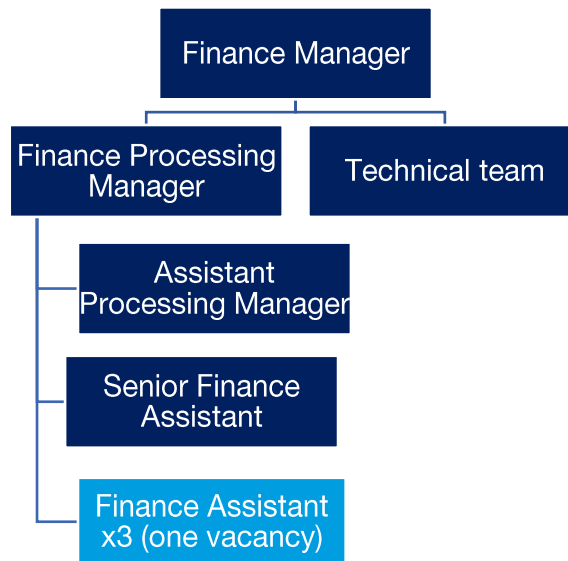 Finance Manager
Finance Processing
Manager
Technical team
Assistant
Processing Manager
Senior Finance
Assistant
Finance Assistant
x3 (one vacancy)